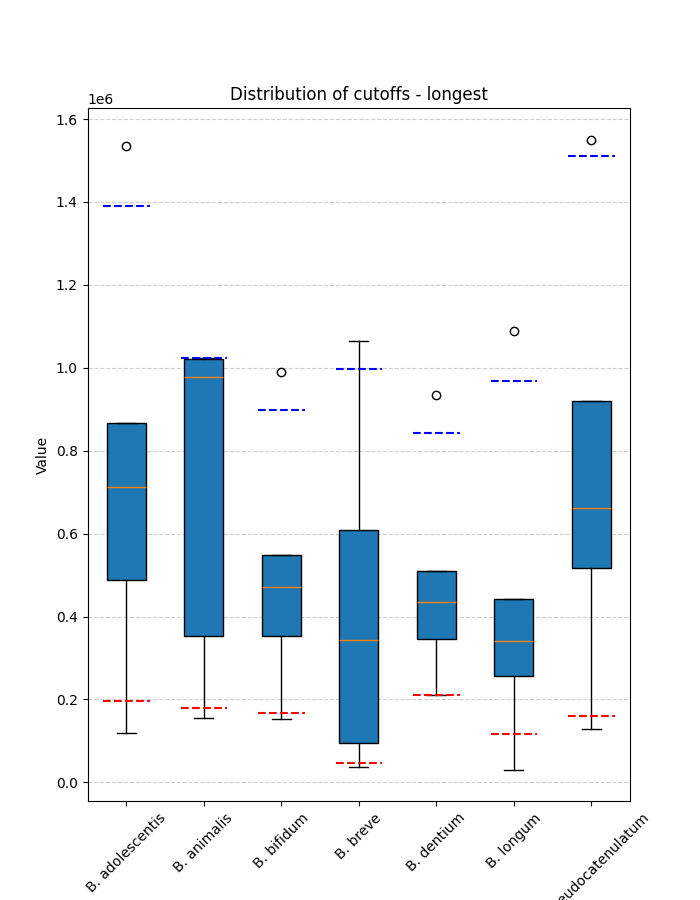 Distribution of cutoffs - longest
1e6
1.6
1.4
1.2
1.0
0.8
0.6
0.4
0.2
0.0
Value
B. adolescentis
B. animalis
B. bifidum
B. breve
B. dentium
B. longum